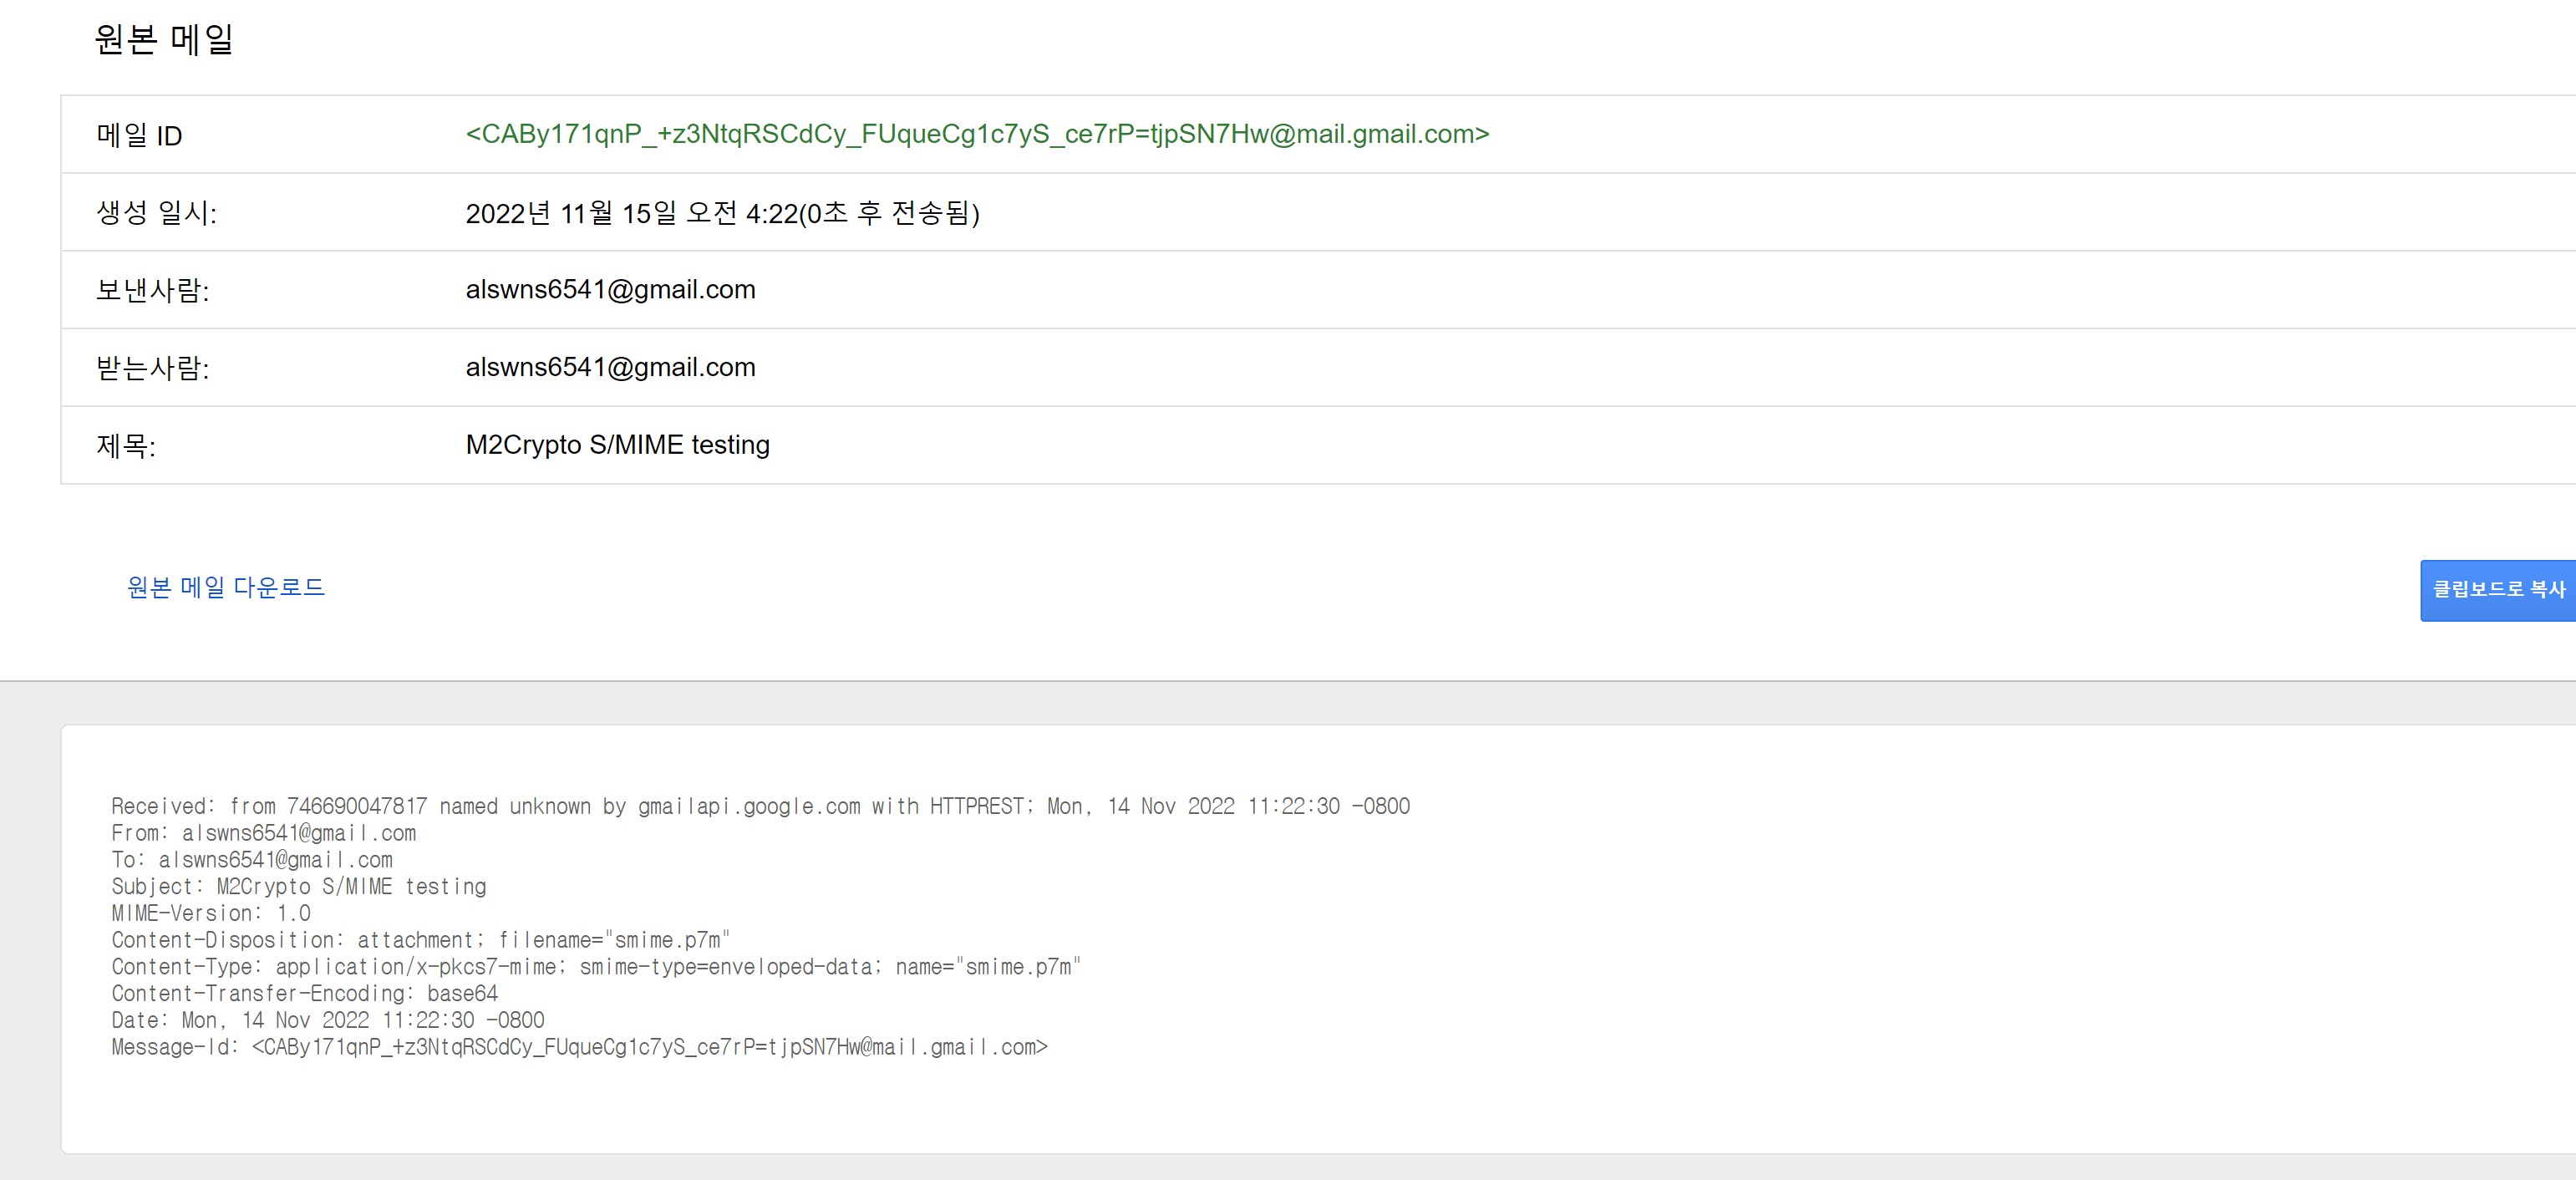 원본 메일
메일 ID <CABy171qnP_+z3NtqRSCdCy_FUqueCg1c7yS_ce7rP=tjpSN7Hw@mail.gmail.com>
생성 일시: 2022년 11월 15일 오전 4:22(0초 후 전송됨)
보낸사람: alswns6541@gmail.com
받는사람: alswns6541@gmail.com
제목: M2Crypto S/MIME testing
원본 메일 다운로드
클립보드로 복사
Received: from 746690047817 named unknown by gmailapi.google.com with HTTPREST; Mon, 14 Nov 2022 11:22:30 -0800
From: alswns6541@gmail.com
To: alswns6541@gmail.com
Subject: M2Crypto S/MIME testing
MIME-Version: 1.0
Content-Disposition: attachment; filename="smime.p7m"
Content-Type: application/x-pkcs7-mime; smime-type=enveloped-data; name="smime.p7m"
Content-Transfer-Encoding: base64
Date: Mon, 14 Nov 2022 11:22:30 -0800
Message-Id: <CABy171qnP_+z3NtqRSCdCy_FUqueCg1c7yS_ce7rP=tjpSN7Hw@mail.gmail.com>